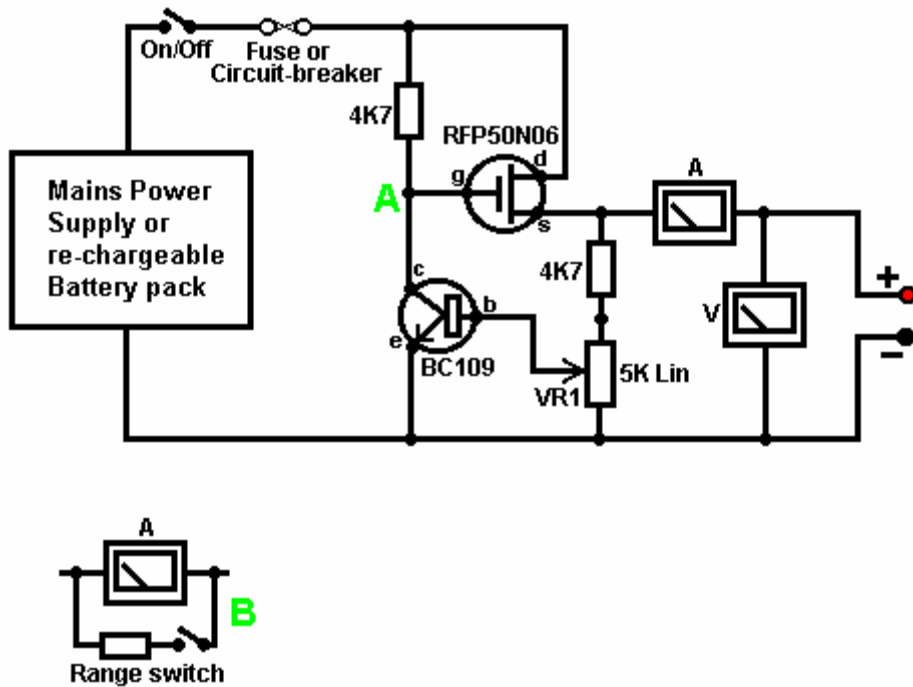 On/Off
Fuse or
Circuit-breaker
4K7
RFP50N06
d
g
s
A
A
Mains Power
Supply or
re-chargeable
Battery pack
4K7
c
b
e
BC109
VR1
5K Lin
V
+
−
A
B
Range switch